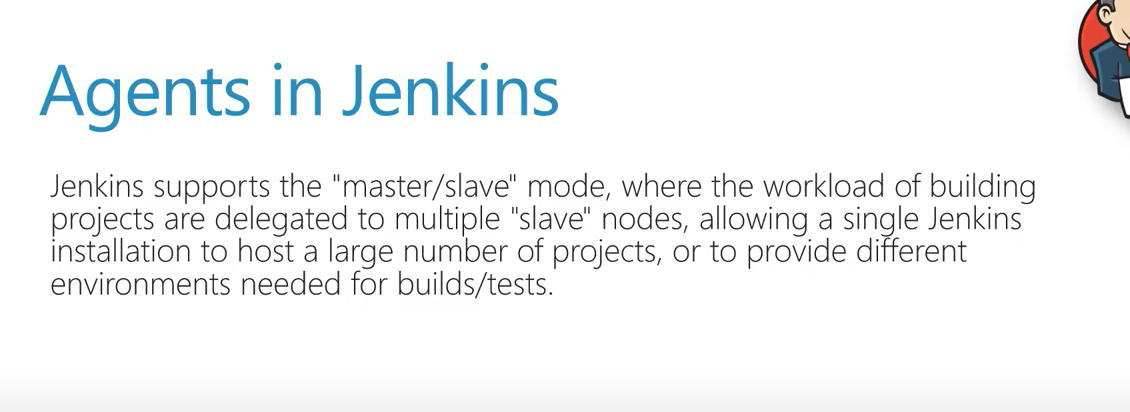 Agents in Jenkins
Jenkins supports the "master/slave" mode, where the workload of building
projects are delegated to multiple "slave" nodes, allowing a single Jenkins
installation to host a large number of projects, or to provide different
environments needed for builds/tests.